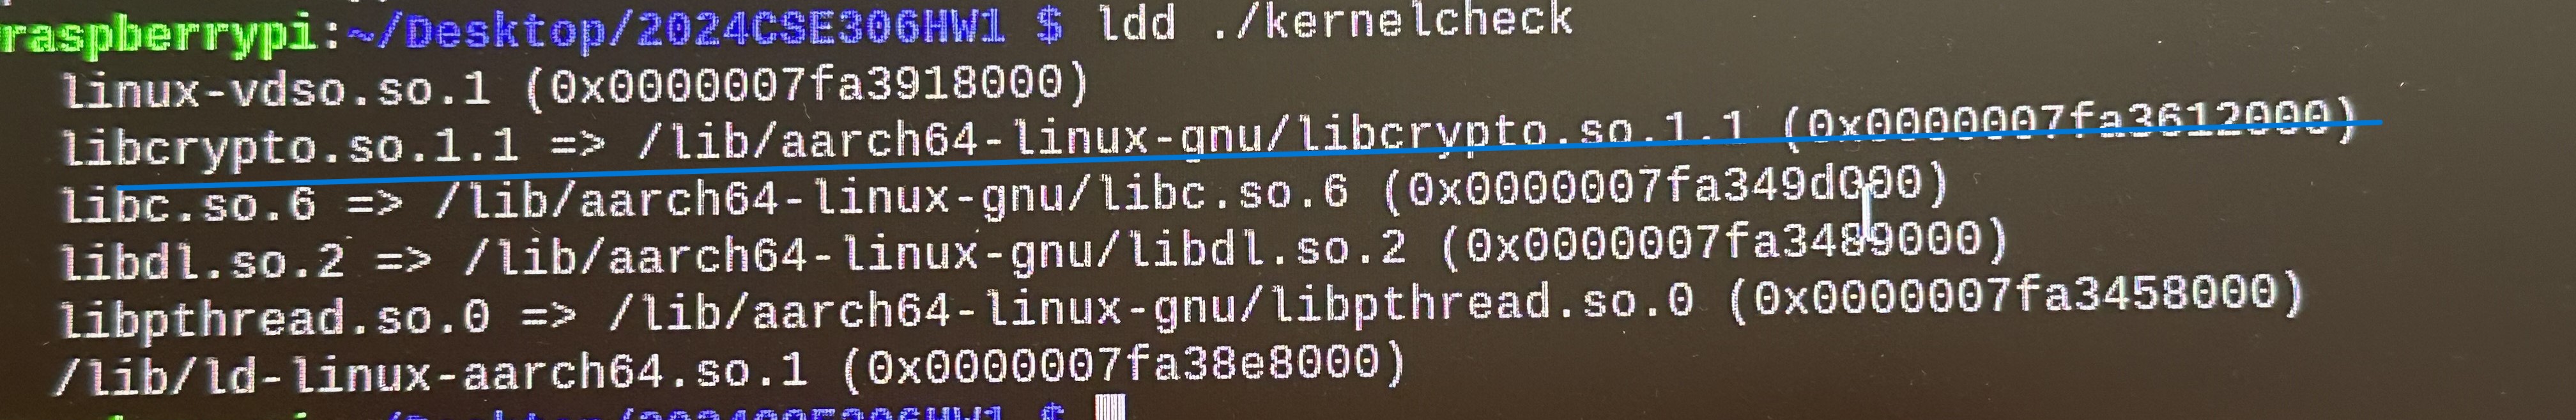 raspberrypi:~/Desktop/2024CSE306HW1 $ ldd ./kernelcheck
linux-vdso.so.1 (0x0000007fa3918000)
libcrypto.so.1.1 => /lib/aarch64-linux-gnu/libcrypto.so.1.1 (0x0000007fa3612000)
libc.so.6 => /lib/aarch64-linux-gnu/libc.so.6 (0x0000007fa349d000)
libdl.so.2 => /lib/aarch64-linux-gnu/libdl.so.2 (0x0000007fa3489000)
libpthread.so.0 => /lib/aarch64-linux-gnu/libpthread.so.0 (0x0000007fa3458000)
/lib/ld-linux-aarch64.so.1 (0x0000007fa38e8000)